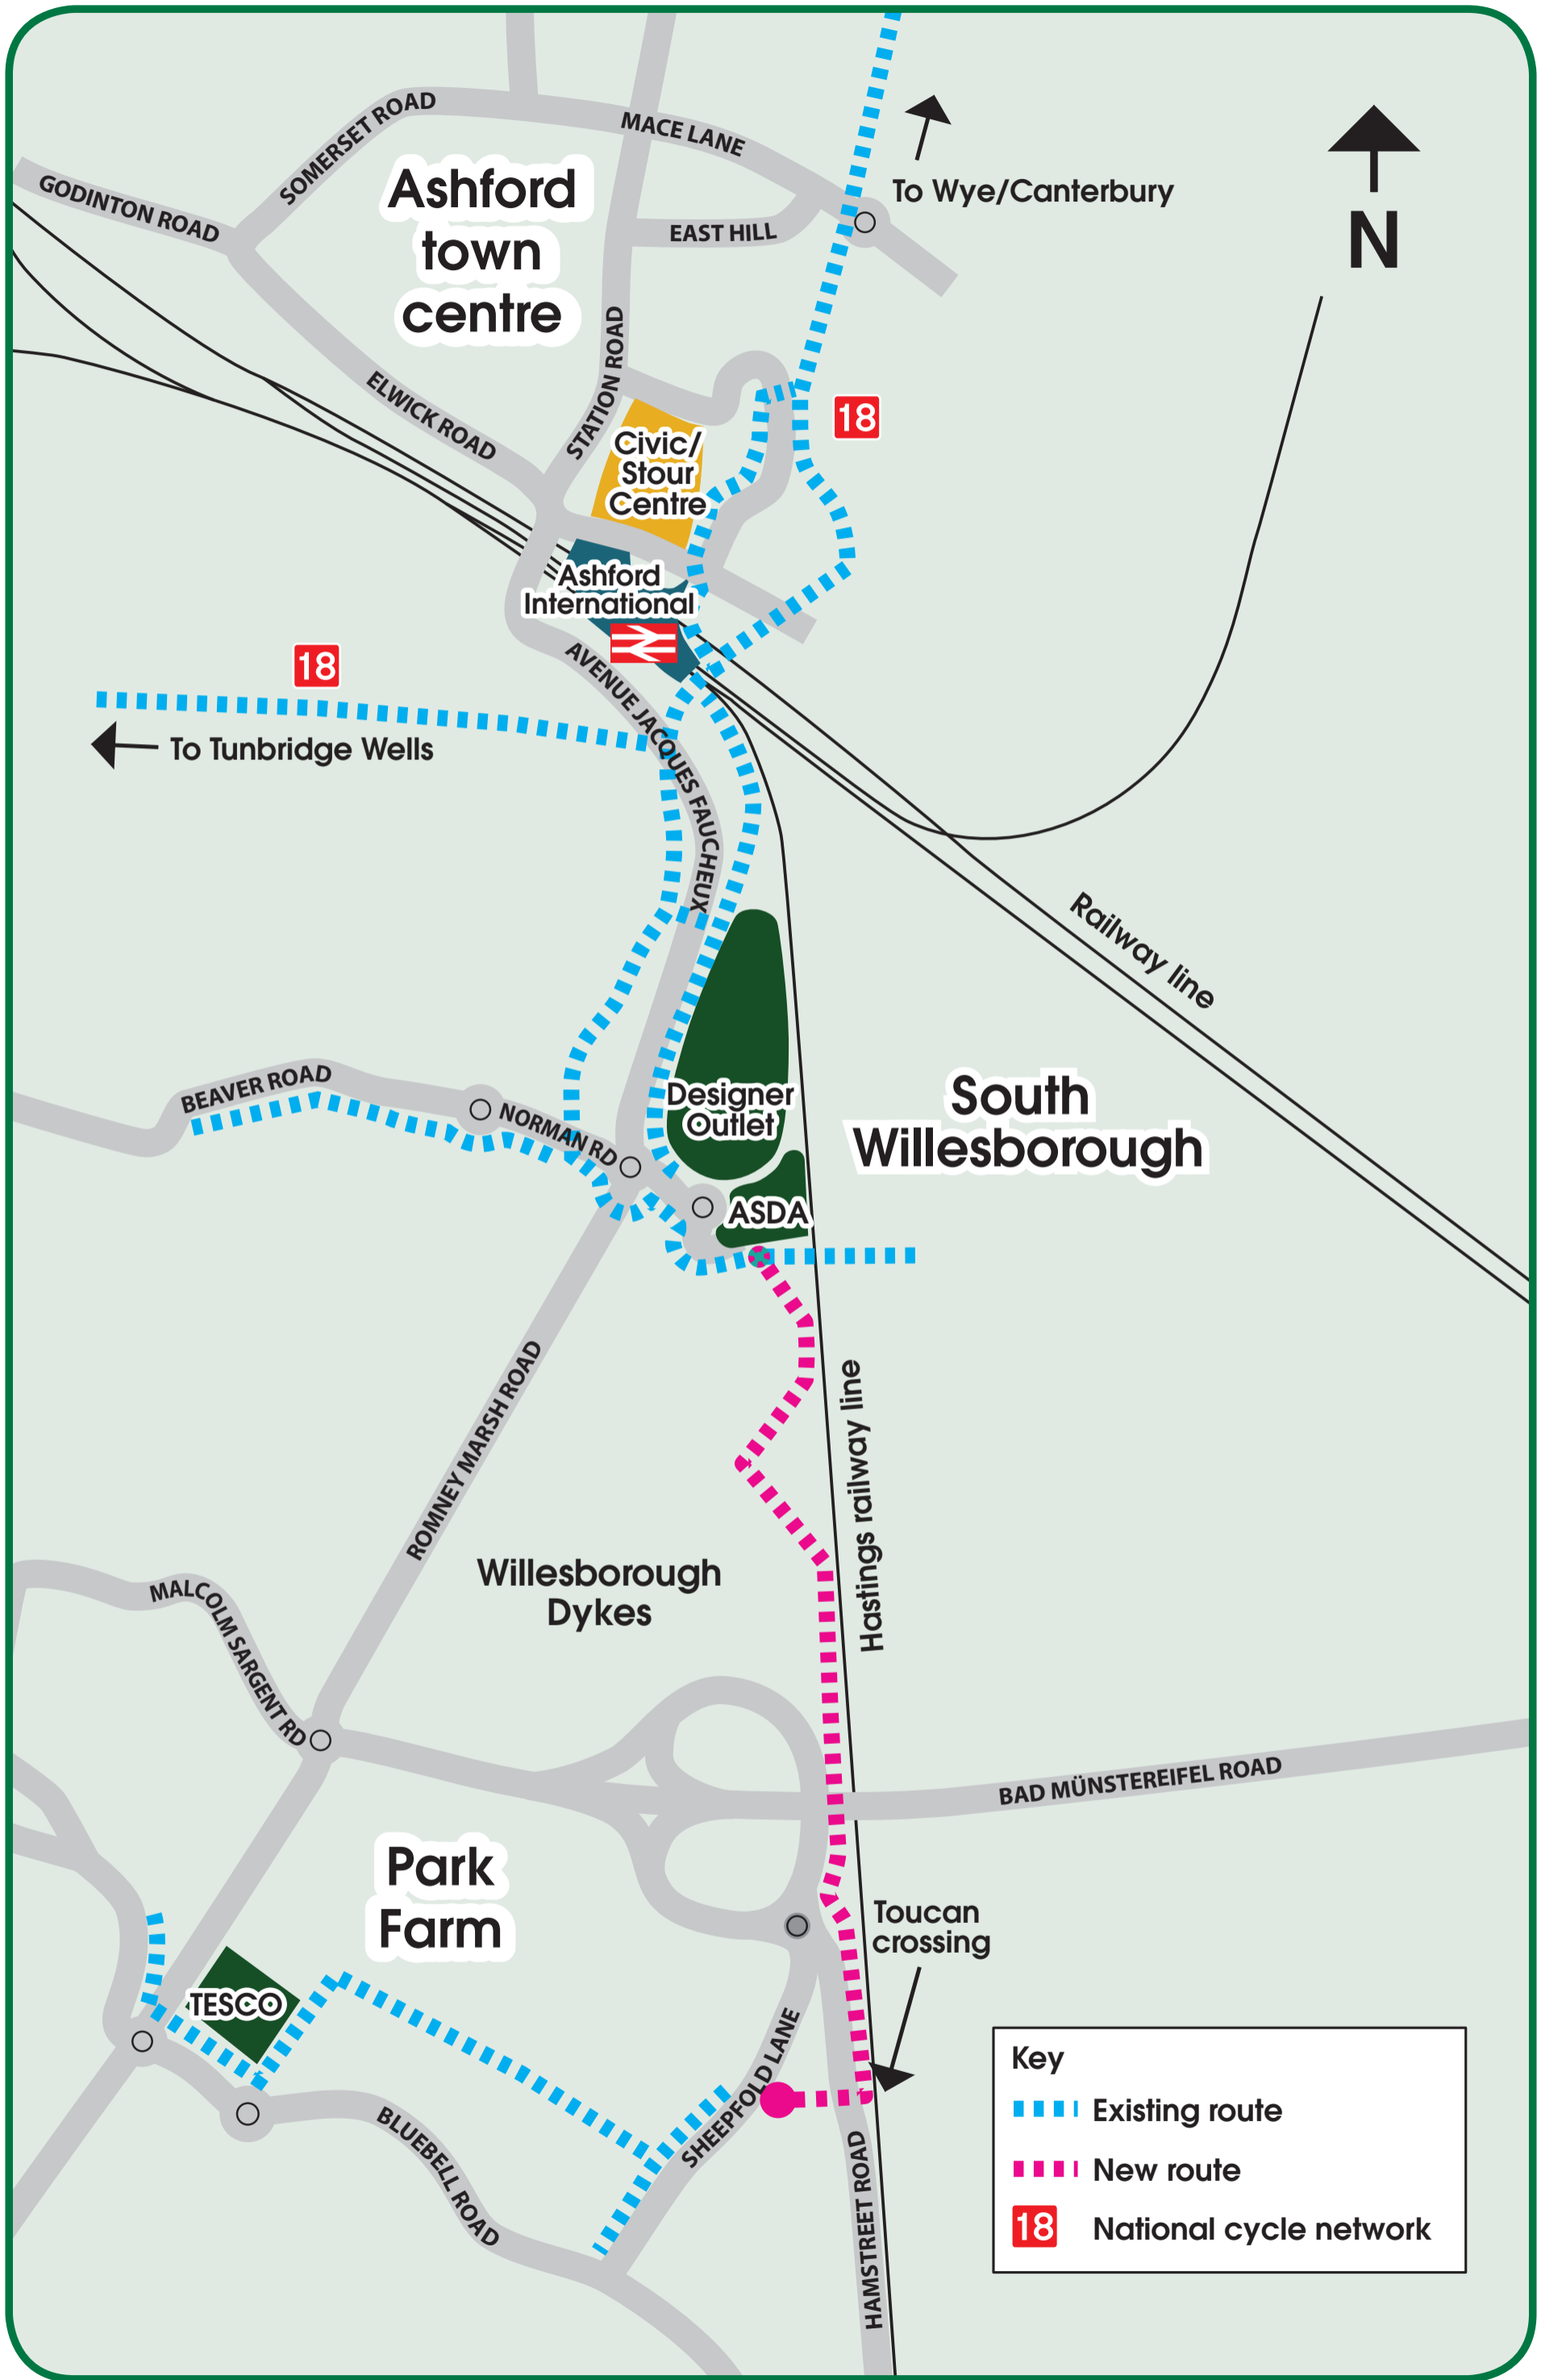 SOMERSET ROAD
MACE LANE
GODINTON ROAD
Ashford
town
centre
EAST HILL
To Wye/Canterbury
N
ELWICK ROAD
STATION ROAD
18
Civic/
Stour
Centre
Ashford
International
18
To Tunbridge Wells
AVENUE JACQUES FAUCHEUX
Railway line
BEAVER ROAD
NORMAN RD
Designer
Outlet
South
Willesborough
ASDA
ROMNEY MARSH ROAD
Hastings railway line
Willesborough
Dykes
MALCOLM SARGENT RD
BAD MÜNSTEREIFEL ROAD
Park
Farm
Toucan
crossing
TESCO
SHEEPFOLD LANE
BLUEBELL ROAD
HAMSTREET ROAD
Key
Existing route
New route
18 National cycle network